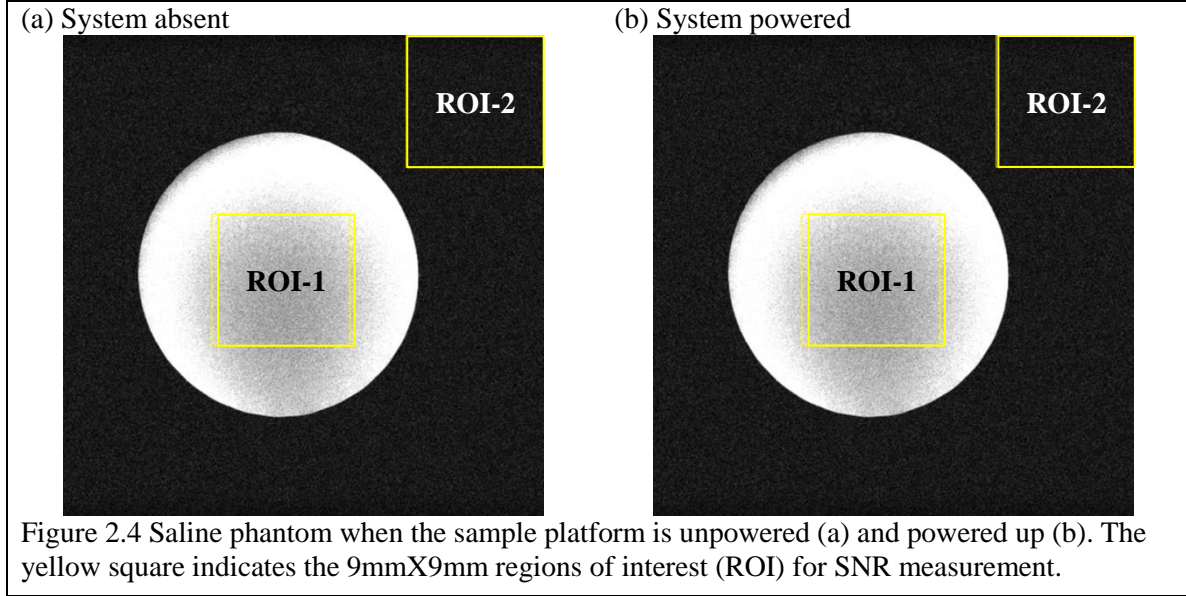 (a) System absent
(b) System powered
ROI-2
ROI-2
ROI-1
ROI-1
Figure 2.4 Saline phantom when the sample platform is unpowered (a) and powered up (b). The
yellow square indicates the 9mmX9mm regions of interest (ROI) for SNR measurement.